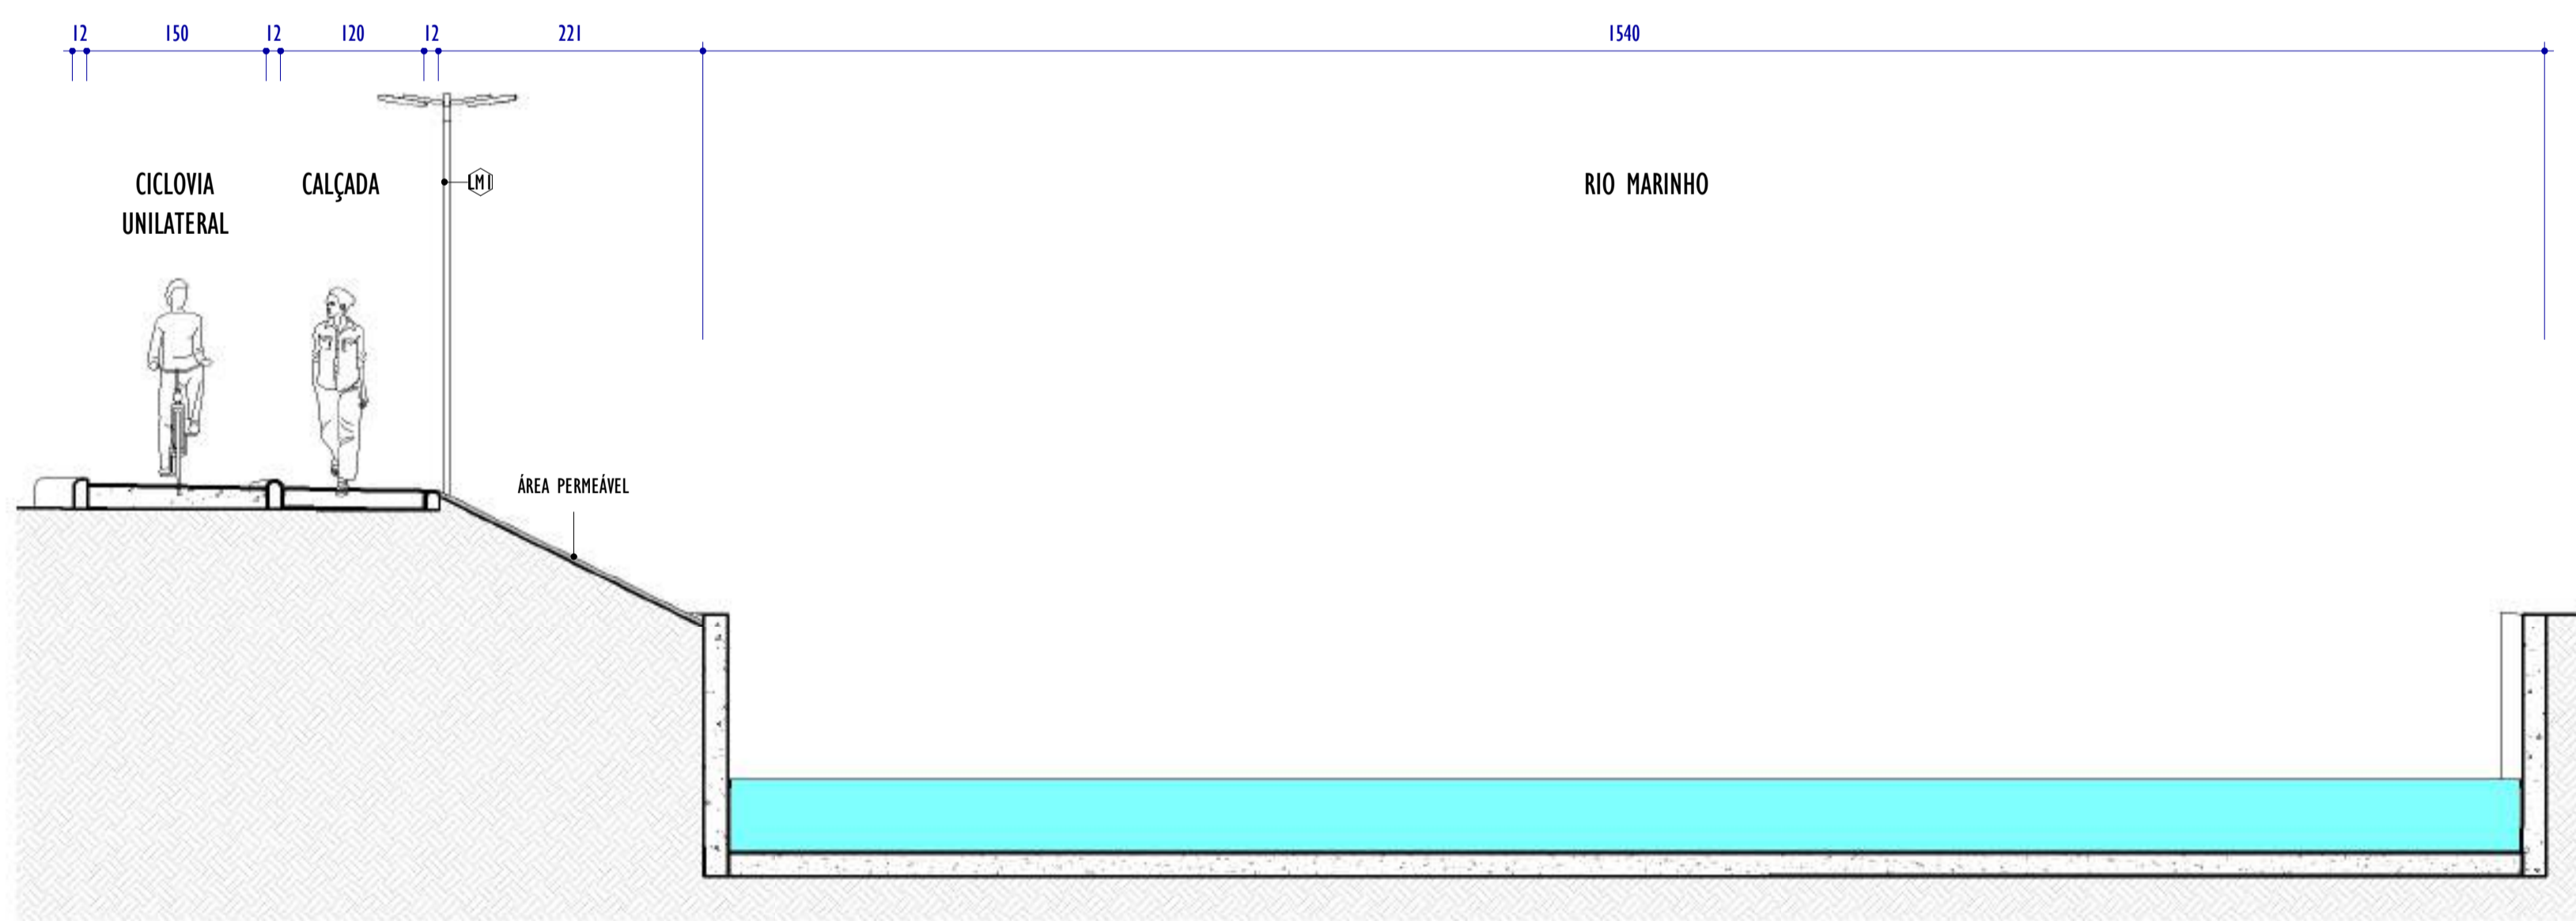 12 150 12 120 12 221 1540
CICLOVIA
UNILATERAL
CALÇADA
LM1
RIO MARINHO
ÁREA PERMEÁVEL